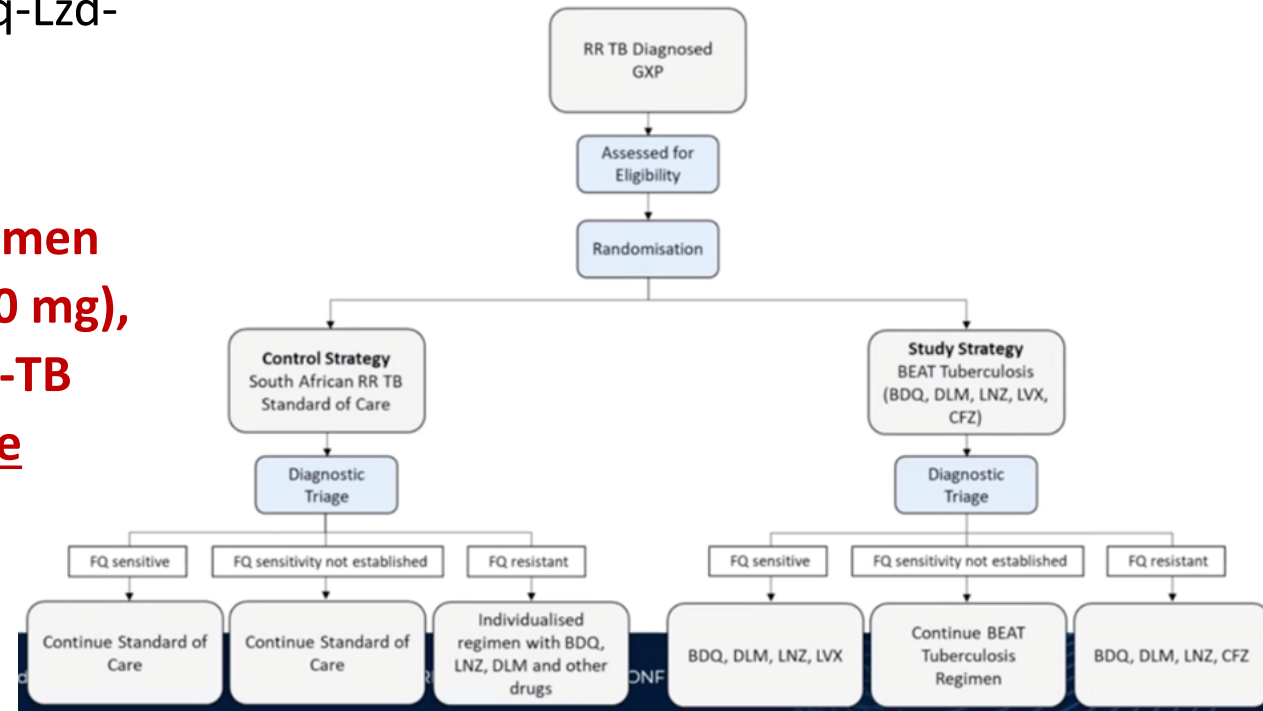 q-Lzd-
men
0 mg),
-TB
e
RR TB Diagnosed
GXP
Assessed for
Eligibility
Randomisation
Control Strategy
South African RR TB
Standard of Care
Study Strategy
BEAT Tuberculosis
(BDQ, DLM, LNZ, LVX,
CFZ)
Diagnostic
Triage
Diagnostic
Triage
FQ sensitive
FQ sensitivity not established
FQ resistant
FQ sensitive
FQ sensitivity not established
FQ resistant
Continue Standard of
Care
Continue Standard of
Care
Individualised
regimen with BDQ,
LNZ, DLM and other
drugs
BDQ, DLM, LNZ, LVX
Continue BEAT
Tuberculosis
Regimen
BDQ, DLM, LNZ, CFZ
ONF